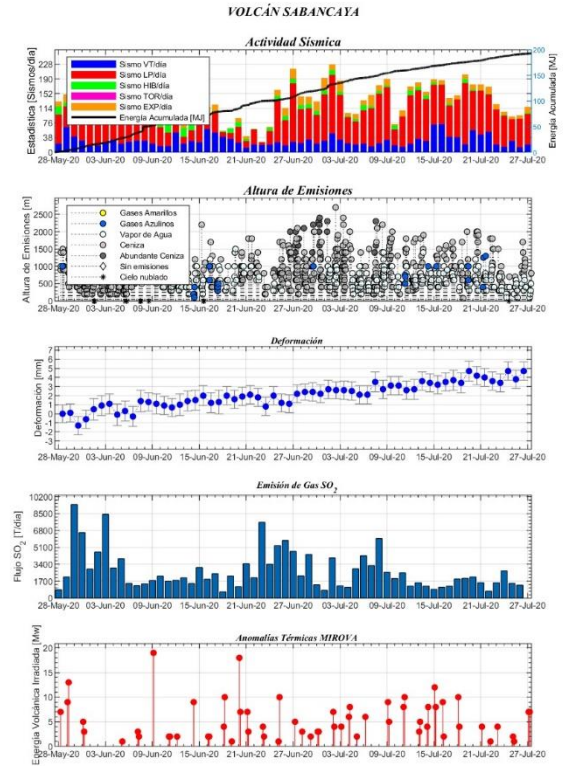 VOLCÁN SABANCAYA
Actividad Sísmica
Estadística [Sismos/día]
228
190
152
114
76
38
0
Sismo VT/día
Sismo LP/día
Sismo HIB/día
Sismo TOR/día
Sismo EXP/día
Energía Acumulada [MJ]
200
150
100
50
0
Energía Acumulada [MJ]
28-May-20 03-Jun-20 09-Jun-20 15-Jun-20 21-Jun-20 27-Jun-20 03-Jul-20 09-Jul-20 15-Jul-20 21-Jul-20 27-Jul-20
Altura de Emisiones
Altura de Emisiones [m]
2500
2000
1500
1000
500
0
Gases Amarillos
Gases Azulinos
Vapor de Agua
Ceniza
Abundante Ceniza
Sin emisiones
Cielo nublado
28-May-20 03-Jun-20 09-Jun-20 15-Jun-20 21-Jun-20 27-Jun-20 03-Jul-20 09-Jul-20 15-Jul-20 21-Jul-20 27-Jul-20
Deformación
Deformación [mm]
7
6
5
4
3
2
1
0
-1
-2
-3
28-May-20 03-Jun-20 09-Jun-20 15-Jun-20 21-Jun-20 27-Jun-20 03-Jul-20 09-Jul-20 15-Jul-20 21-Jul-20 27-Jul-20
Emisión de Gas SO2
Flujo SO2 [T/día]
10200
8500
6800
5100
3400
1700
0
28-May-20 03-Jun-20 09-Jun-20 15-Jun-20 21-Jun-20 27-Jun-20 03-Jul-20 09-Jul-20 15-Jul-20 21-Jul-20 27-Jul-20
Anomalías Térmicas MIROVA
Energía Volcánica Irradiada [Mw]
20
15
10
5
0
28-May-20 03-Jun-20 09-Jun-20 15-Jun-20 21-Jun-20 27-Jun-20 03-Jul-20 09-Jul-20 15-Jul-20 21-Jul-20 27-Jul-20